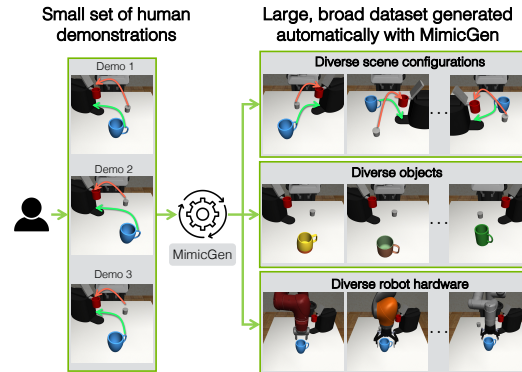 Small set of human
demonstrations
Large, broad dataset generated
automatically with MimicGen
Demo 1
Demo 2
Demo 3
MimicGen
Diverse scene configurations
...
Diverse objects
...
Diverse robot hardware
...